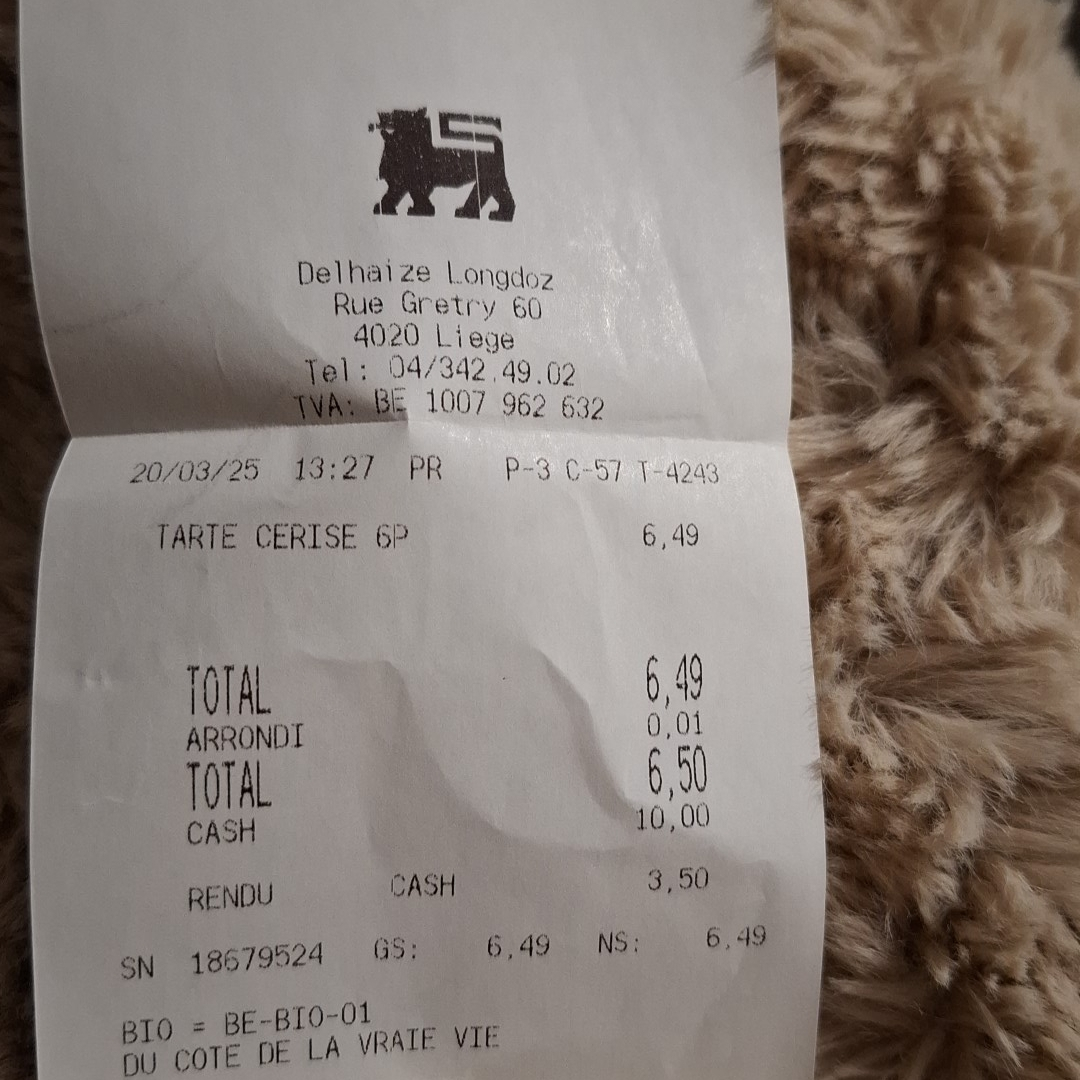 Delhaize Longdoz
Rue Gretry 60
4020 Liege
Tel: 04/342.49.02
TVA: BE 1007 962 632
20/03/25 13:27 PR P-3 C-57 T-4243
TARTE CERISE 6P 6,49
TOTAL 6,49
ARRONDI 0,01
TOTAL 6,50
CASH 10,00
RENDU CASH 3,50
SN 18679524 GS: 6,49 NS: 6,49
BIO = BE-BIO-01
DU COTE DE LA VRAIE VIE